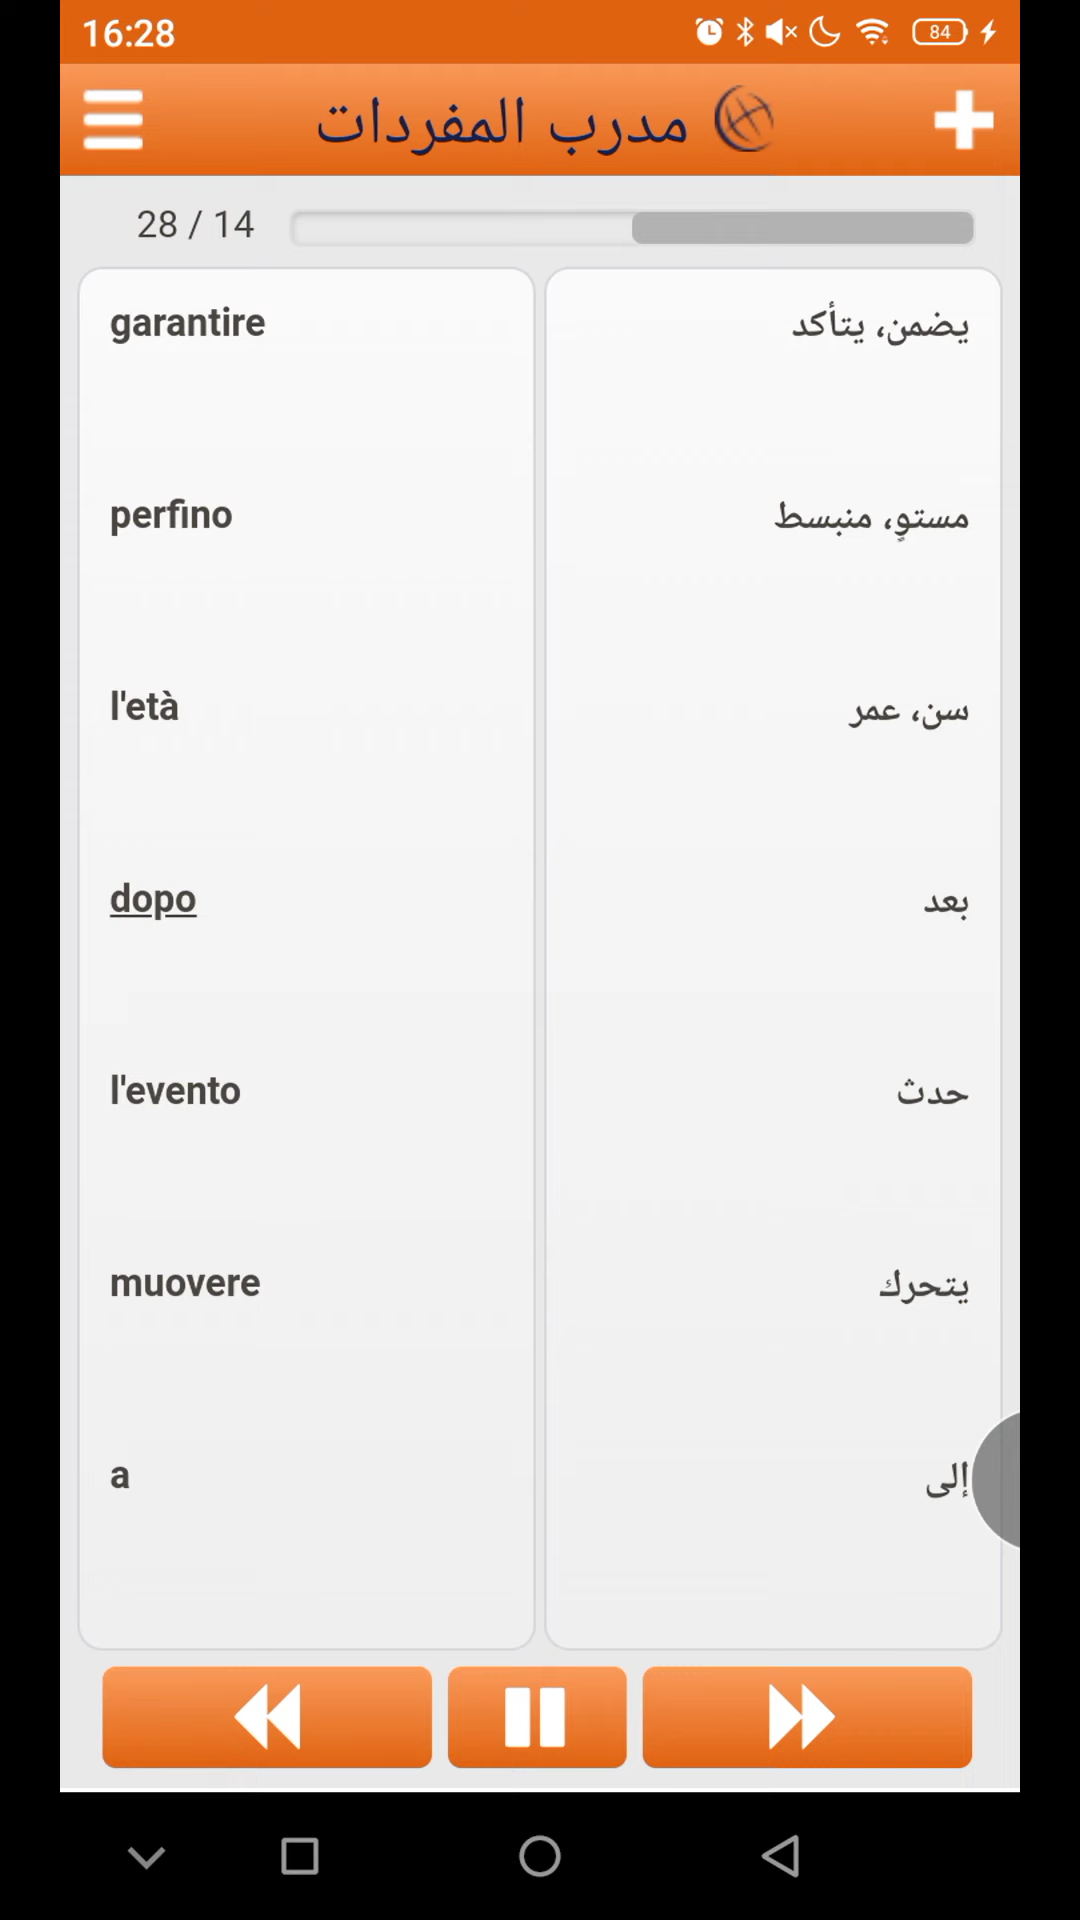 16:28
84
مدرب المفردات
28 / 14
garantire
يضمن، يتأكد
perfino
مستوٍ، منبسط
l'età
سن، عمر
dopo
بعد
l'evento
حدث
muovere
يتحرك
a
إلى